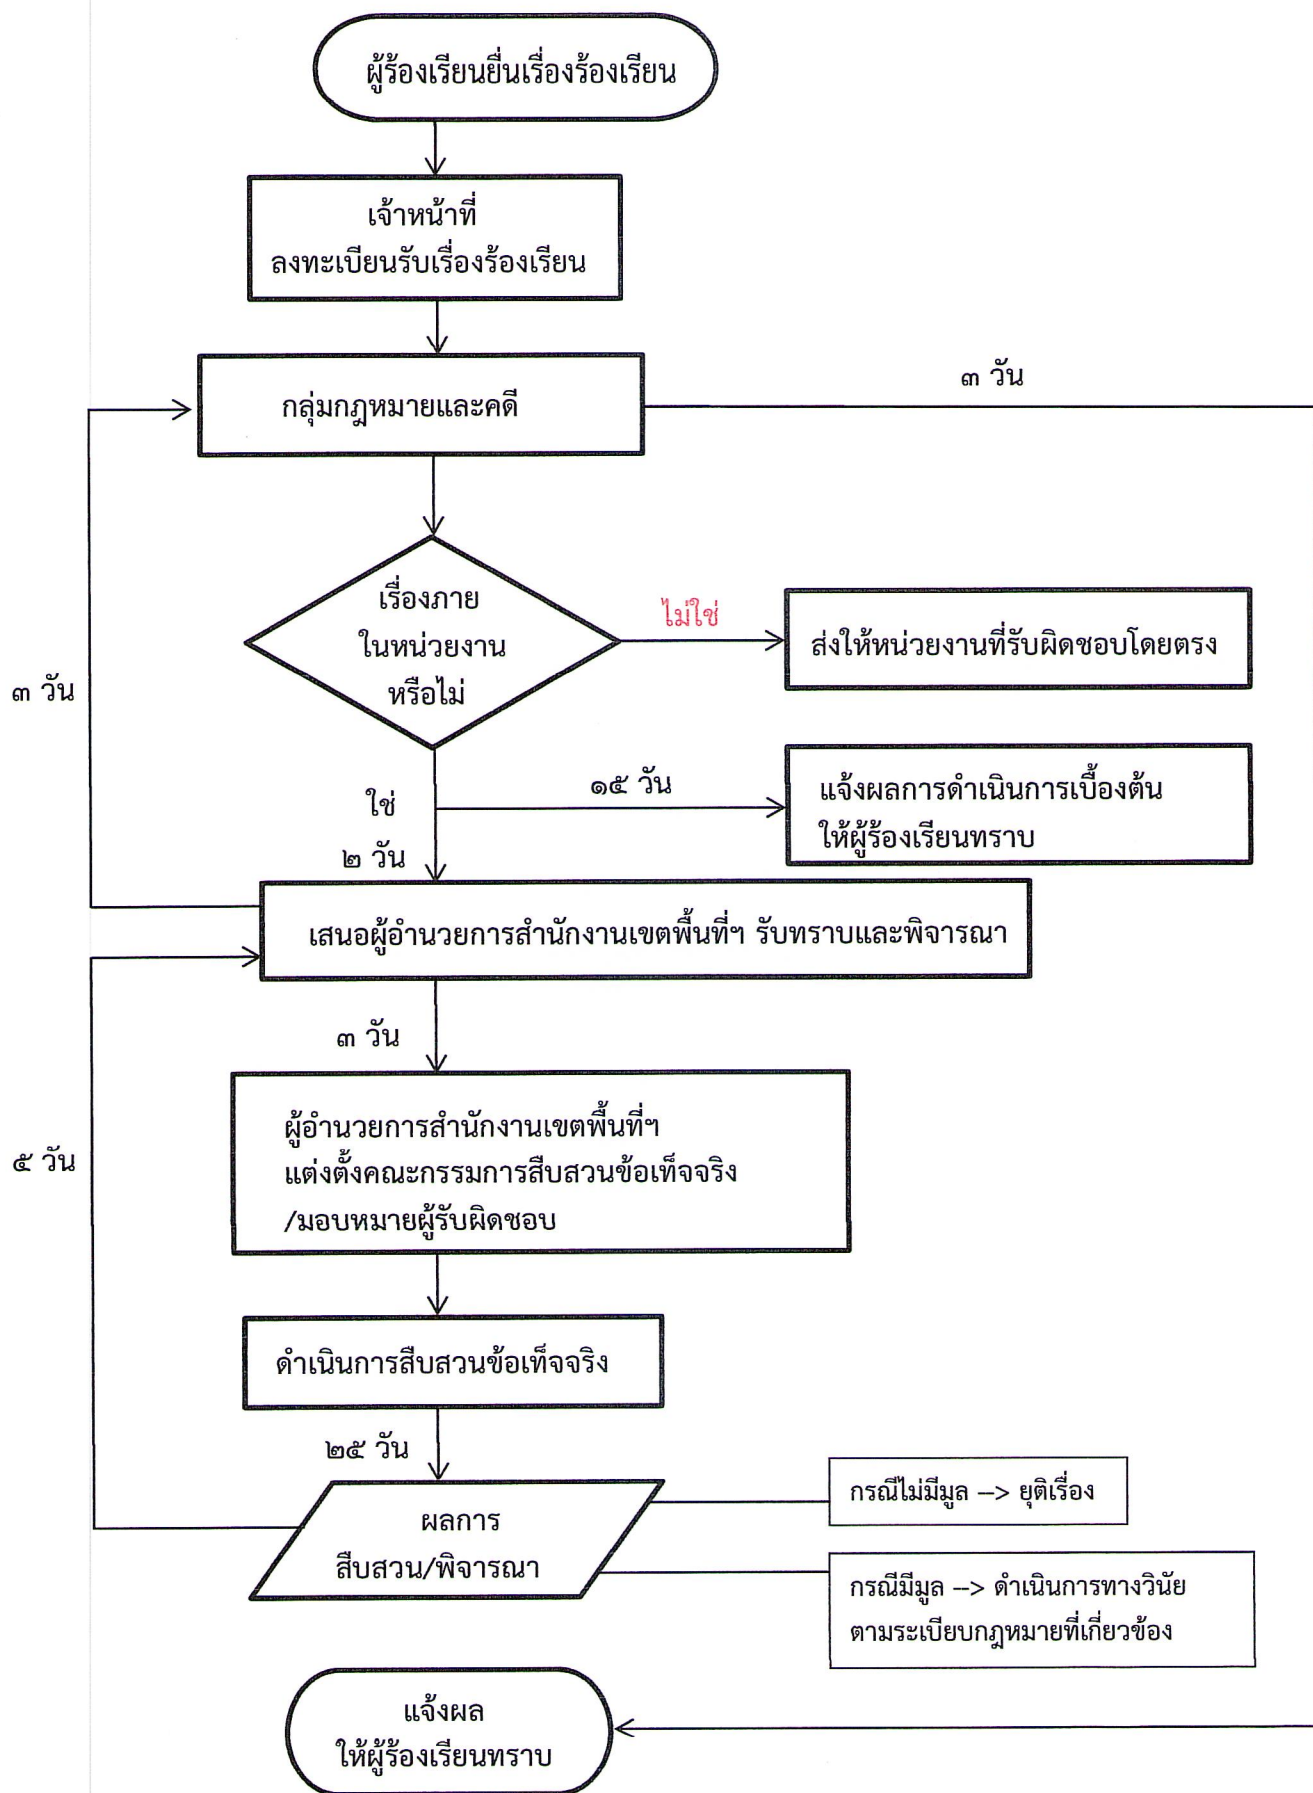 ผู้ร้องเรียนยื่นเรื่องร้องเรียน
เจ้าหน้าที่
ลงทะเบียนรับเรื่องร้องเรียน
๓ วัน
กลุ่มกฎหมายและคดี
เรื่องภาย
ในหน่วยงาน
หรือไม่
ไม่ใช่
ส่งให้หน่วยงานที่รับผิดชอบโดยตรง
๓ วัน
ใช่
๑๕ วัน
แจ้งผลการดำเนินการเบื้องต้น
ให้ผู้ร้องเรียนทราบ
๒ วัน
เสนอผู้อำนวยการสำนักงานเขตพื้นที่ฯ รับทราบและพิจารณา
๓ วัน
ผู้อำนวยการสำนักงานเขตพื้นที่ฯ
แต่งตั้งคณะกรรมการสืบสวนข้อเท็จจริง
/มอบหมายผู้รับผิดชอบ
๕ วัน
ดำเนินการสืบสวนข้อเท็จจริง
๒๕ วัน
ผลการ
สืบสวน/พิจารณา
กรณีไม่มีมูล --> ยุติเรื่อง
กรณีมีมูล --> ดำเนินการทางวินัย
ตามระเบียบกฎหมายที่เกี่ยวข้อง
แจ้งผล
ให้ผู้ร้องเรียนทราบ